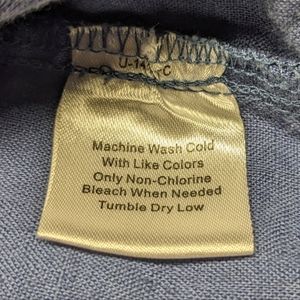 Machine Wash Cold
With Like Colors
Only Non-Chlorine
Bleach When Needed
Tumble Dry Low